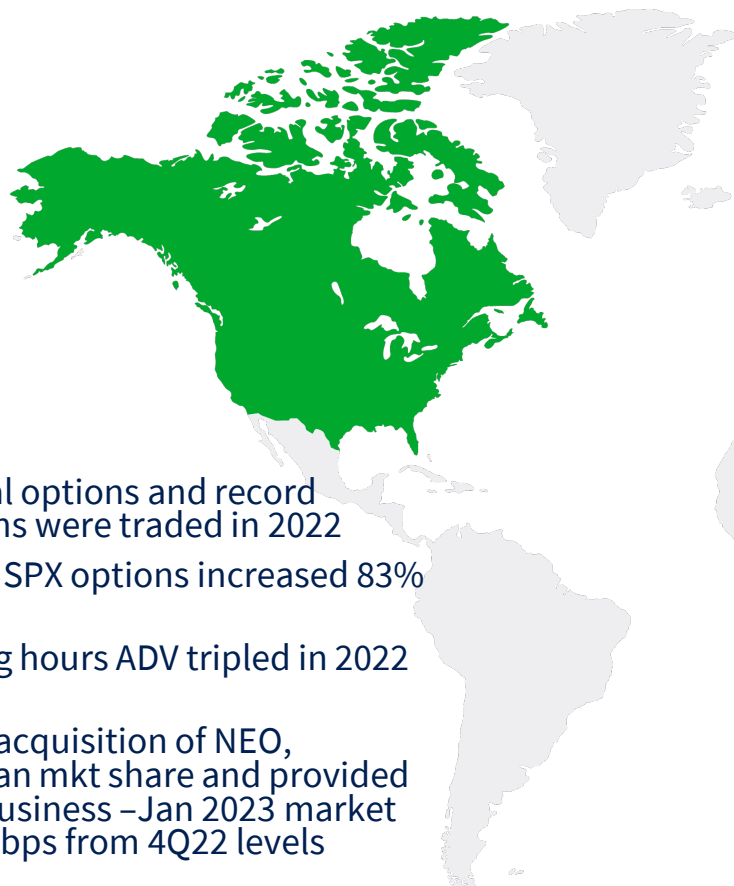 al options and record
ns were traded in 2022
SPX options increased 83%
g hours ADV tripled in 2022
acquisition of NEO,
an mkt share and provided
usiness –Jan 2023 market
bps from 4Q22 levels